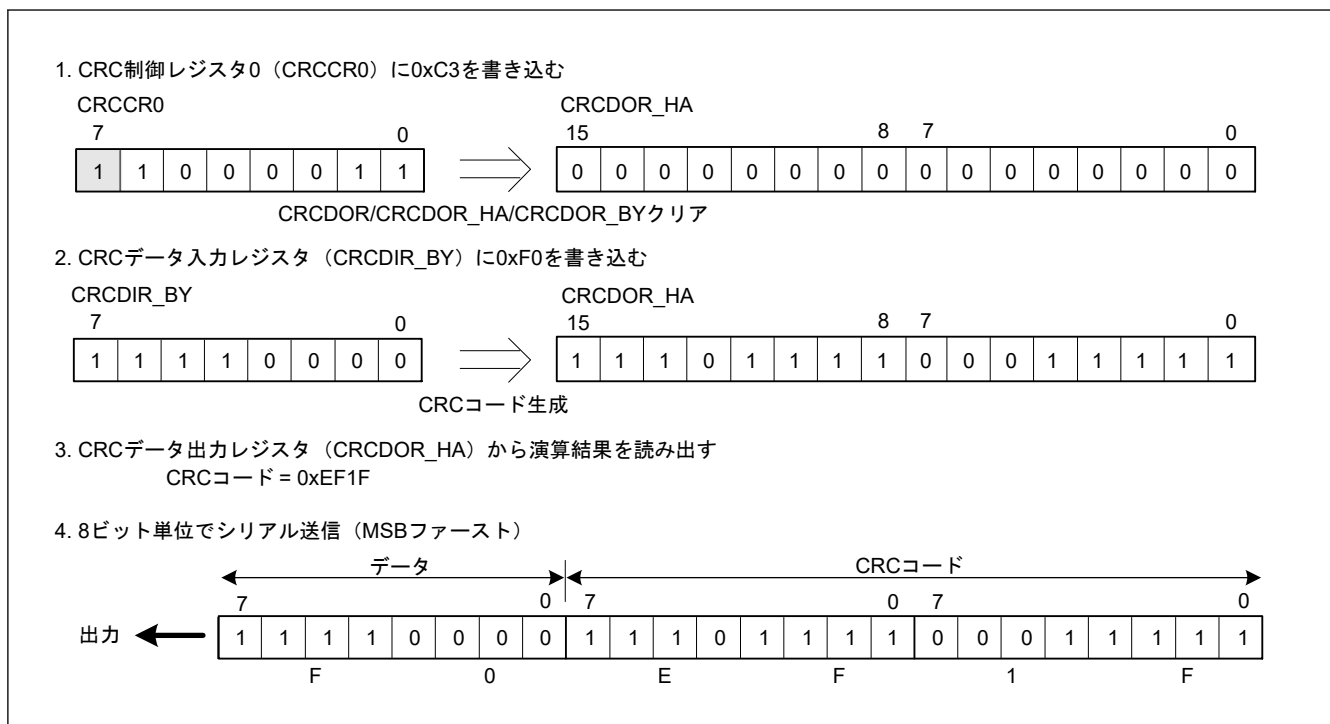 1. CRC制御レジスタ0（CRCCR0）に0xC3を書き込む
CRCCR0
CRCDOR_HA
7 0 15 8 7 0
1 1 0 0 0 0 1 1 0 0 0 0 0 0 0 0 0 0 0 0 0 0 0 0
CRCDOR/CRCDOR_HA/CRCDOR_BYクリア
2. CRCデータ入力レジスタ（CRCDIR_BY）に0xF0を書き込む
CRCDIR_BY
CRCDOR_HA
7 0 15 8 7 0
1 1 1 1 0 0 0 0 1 1 1 0 1 1 1 1 0 0 0 1 1 1 1 1
CRCコード生成
3. CRCデータ出力レジスタ（CRCDOR_HA）から演算結果を読み出す
CRCコード = 0xEF1F
4. 8ビット単位でシリアル送信（MSBファースト）
データ CRCコード
7 0 7 0 7 0
出力 1 1 1 1 0 0 0 0 1 1 1 0 1 1 1 1 0 0 0 1 1 1 1 1
F 0 E F 1 F